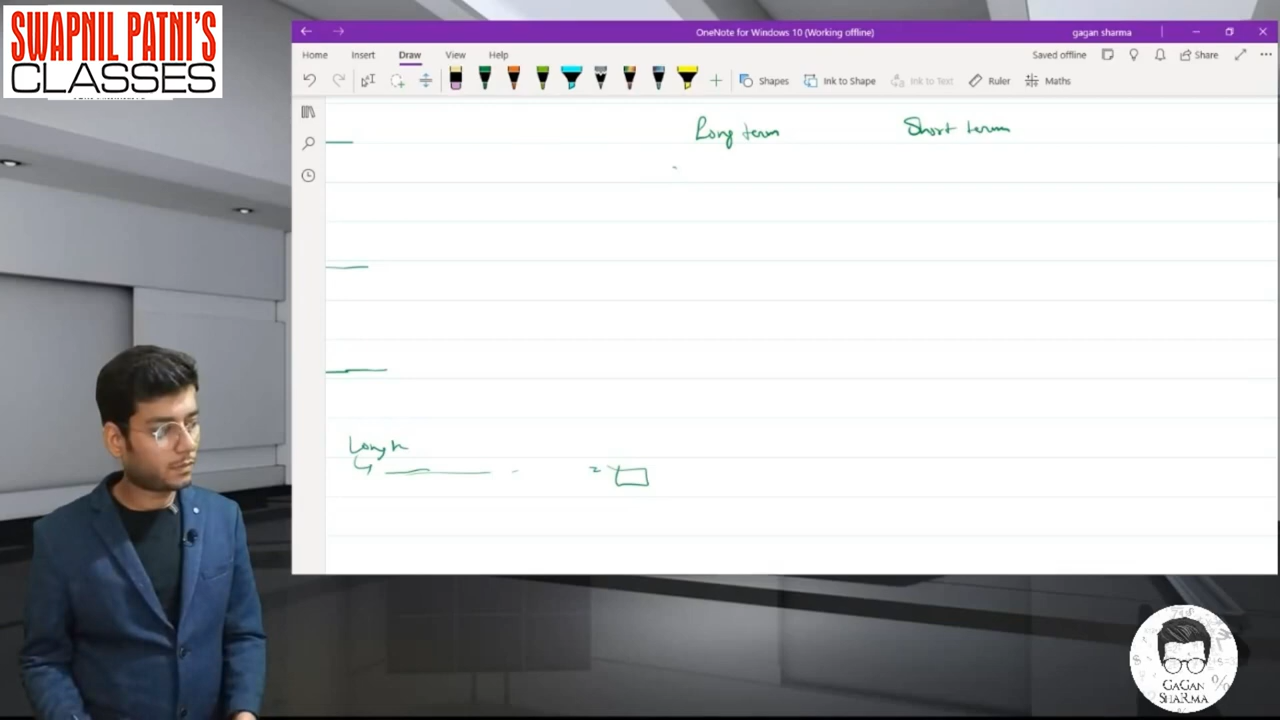 SWAPNIL PATNI'S
CLASSES
OneNote for Windows 10 (Working offline)
gagan sharma
Home Insert Draw View Help
Saved offline
Share
Shapes
Ink to Shape
Ink to Text
Ruler
Maths
Long term
Short term
GaGan
SHaRMa